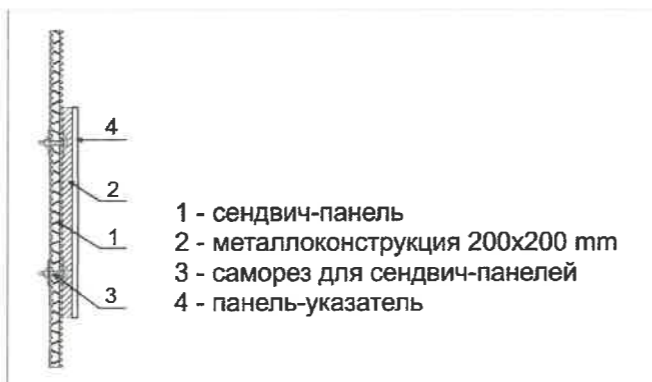 4
2
1
3
1 - сендвич-панель
2 - металлоконструкция 200x200 mm
3 - саморез для сендвич-панелей
4 - панель-указатель